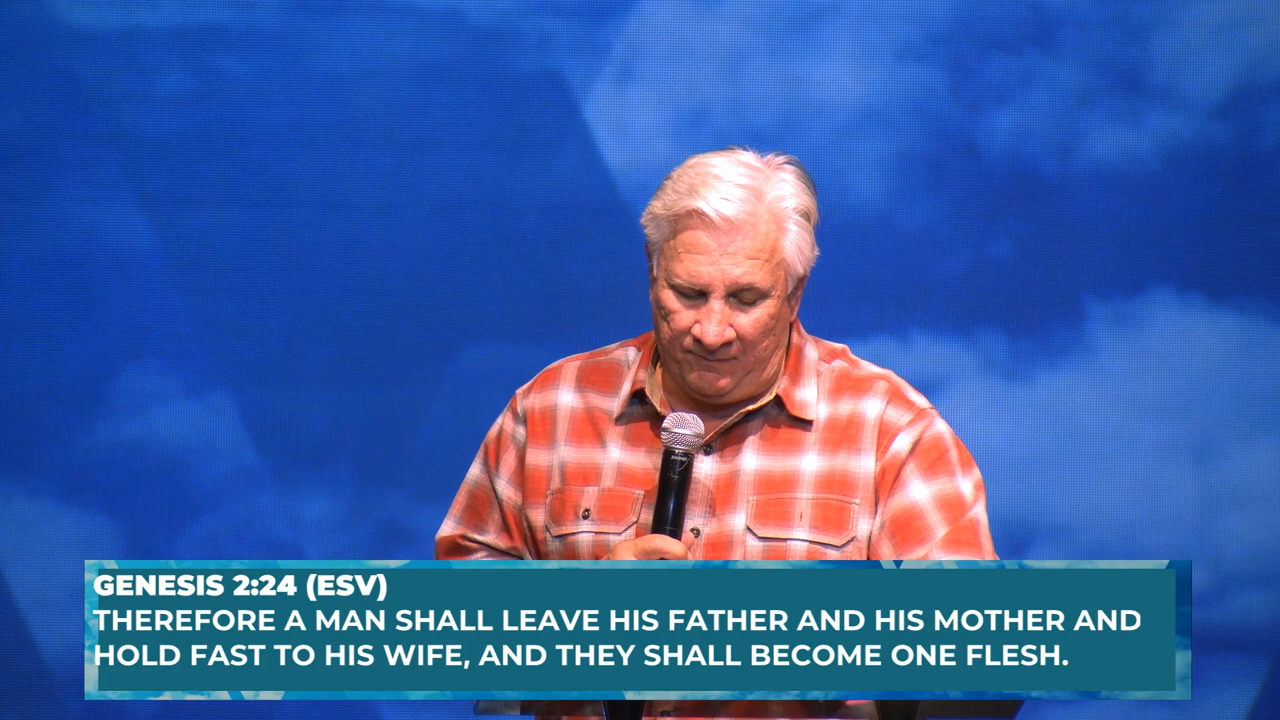 GENESIS 2:24 (ESV)
THEREFORE A MAN SHALL LEAVE HIS FATHER AND HIS MOTHER AND
HOLD FAST TO HIS WIFE, AND THEY SHALL BECOME ONE FLESH.